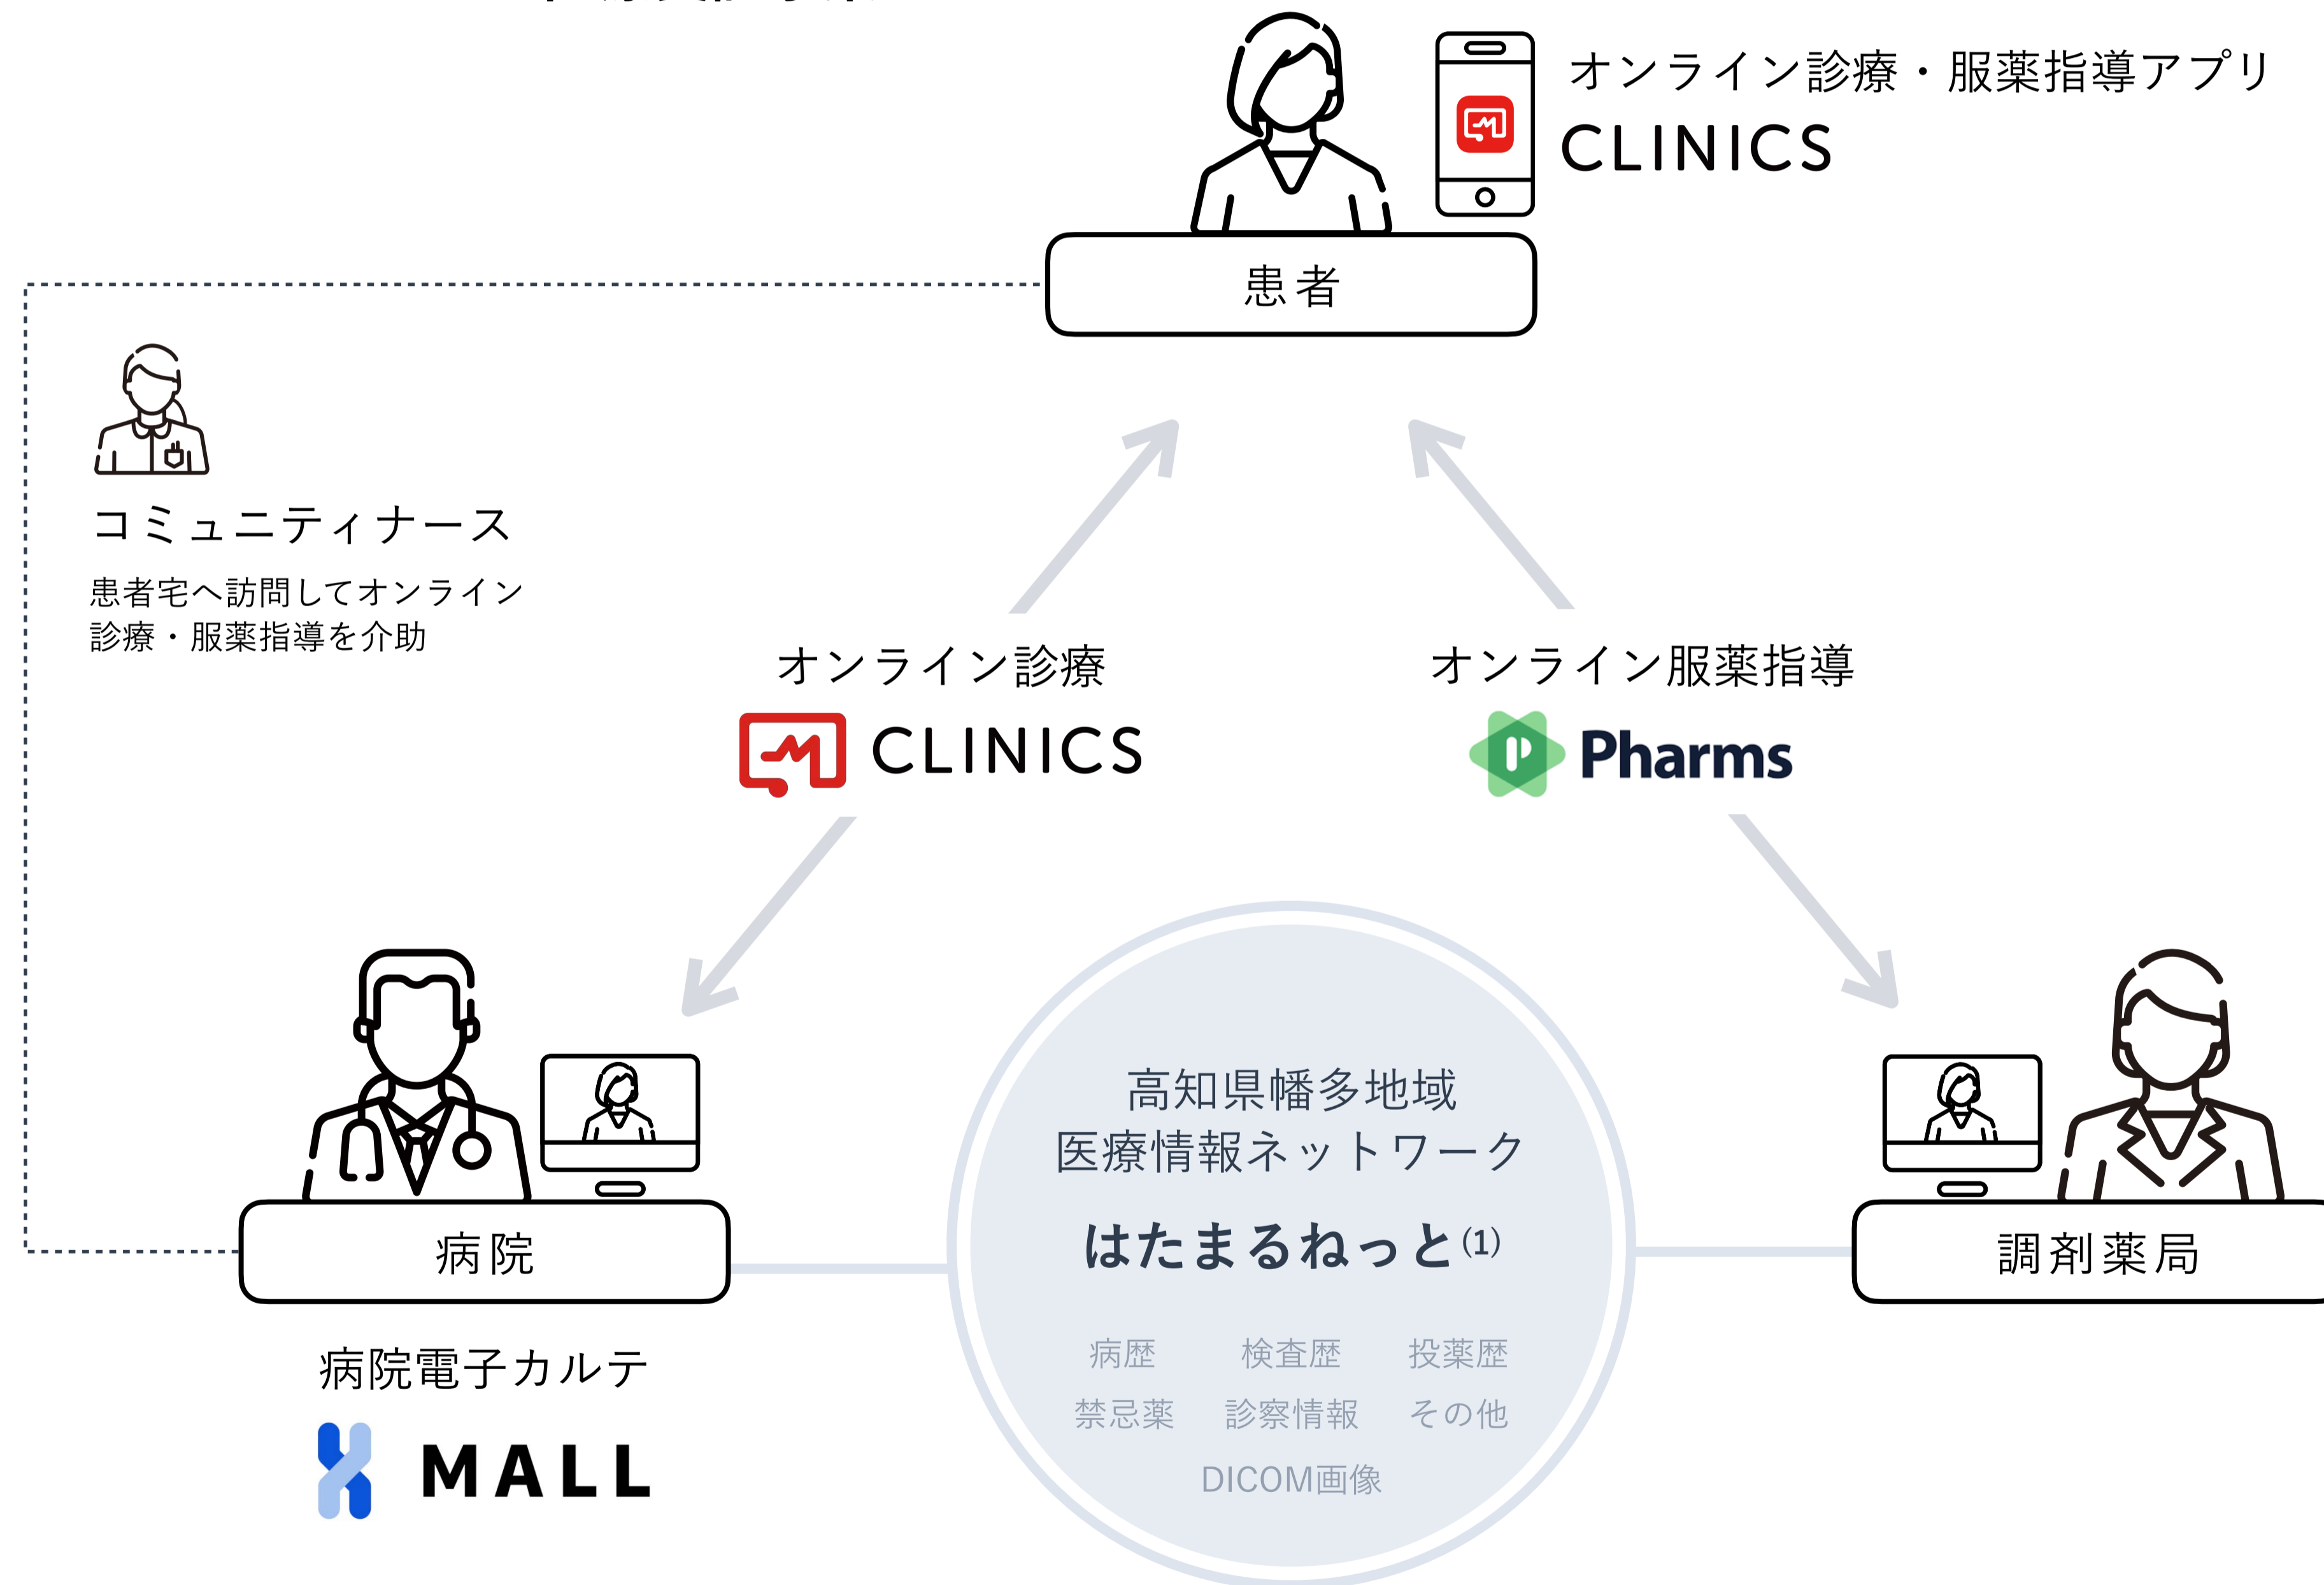 オンライン診療・服薬指導アプリ
CLINICS
患者
コミュニティナース
患者宅へ訪問してオンライン
診療・服薬指導を介助
オンライン診療
CLINICS
オンライン服薬指導
Pharms
高知県幡多地域
医療情報ネットワーク
はたまるねっと(1)
病歴 検査歴 投薬歴
禁忌薬 診察情報 その他
DICOM画像
病院
病院電子カルテ
MALL
調剤薬局